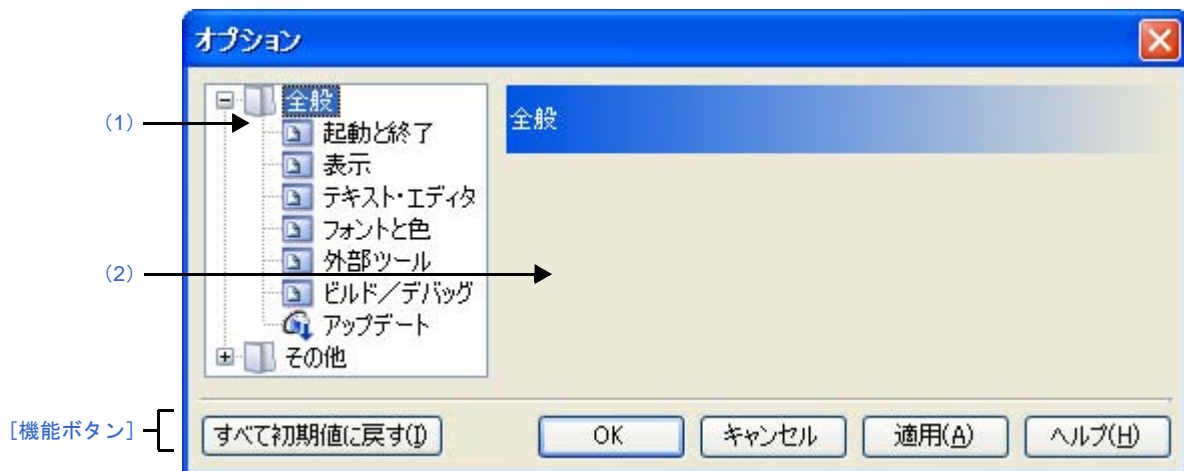 オプション
(1)
全般
起動と終了
表示
テキスト・エディタ
フォントと色
外部ツール
ビルド／デバッグ
アップデート
その他
全般
(2)
[機能ボタン]
すべて初期値に戻す(I)
OK
キャンセル
適用(A)
ヘルプ(H)